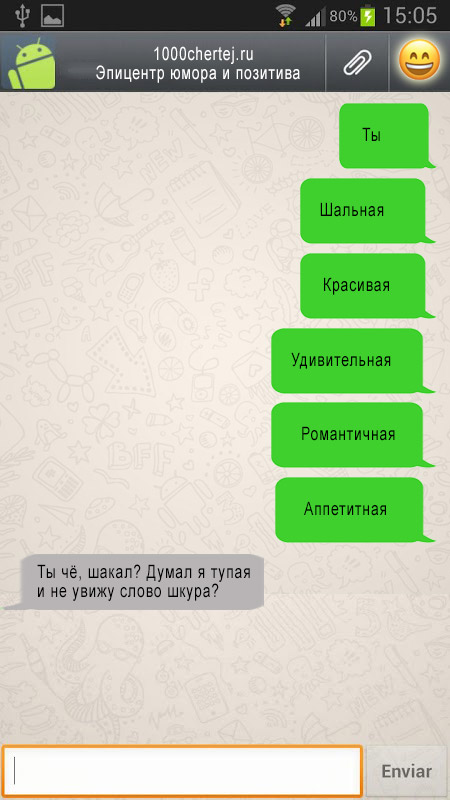 80% 15:05
1000chertej.ru
Эпицентр юмора и позитива
Ты
Шальная
Красивая
Удивительная
Романтичная
Аппетитная
Ты чё, шакал? Думал я тупая
и не увижу слово шкура?
Enviar